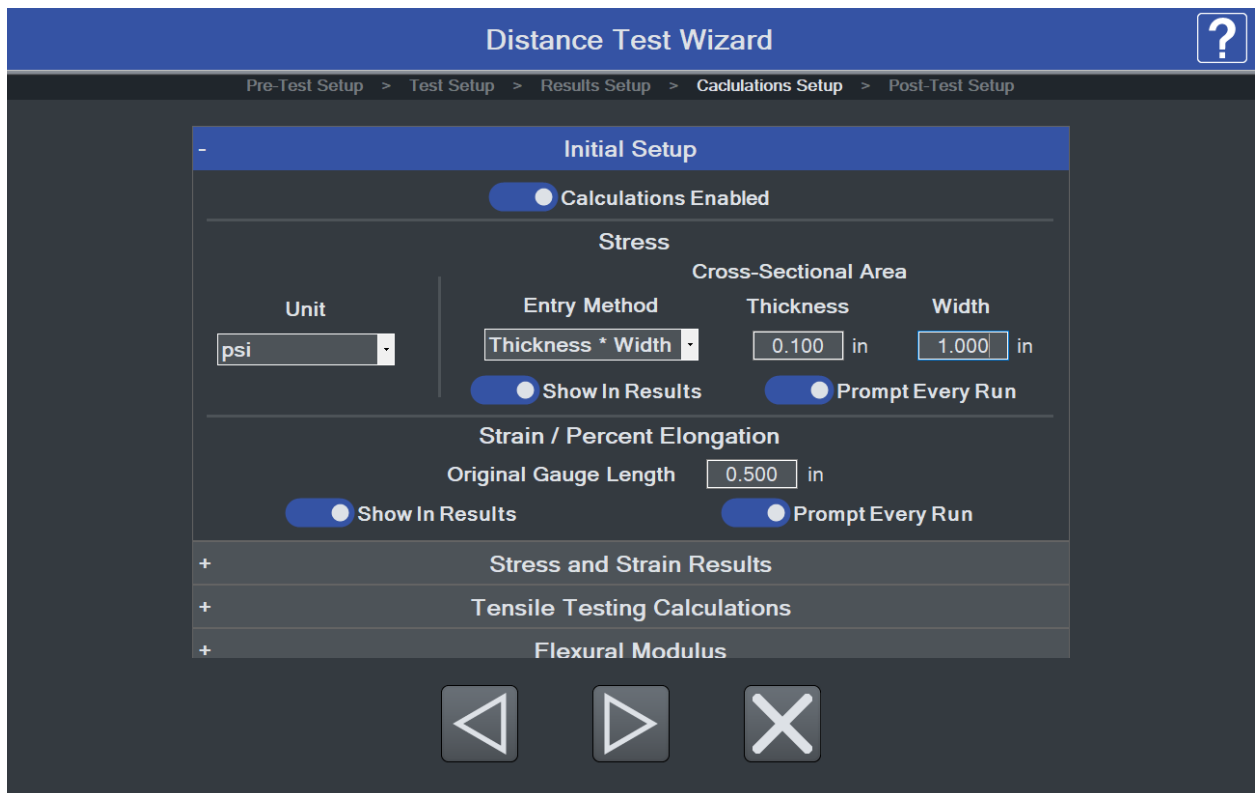 Distance Test Wizard
?
Pre-Test Setup > Test Setup > Results Setup > Caclulations Setup > Post-Test Setup
- Initial Setup
Calculations Enabled
Stress
Cross-Sectional Area
Unit Entry Method Thickness Width
psi Thickness * Width 0.100 in 1.000 in
Show In Results Prompt Every Run
Strain / Percent Elongation
Original Gauge Length 0.500 in
Show In Results Prompt Every Run
+ Stress and Strain Results
+ Tensile Testing Calculations
+ Flexural Modulus